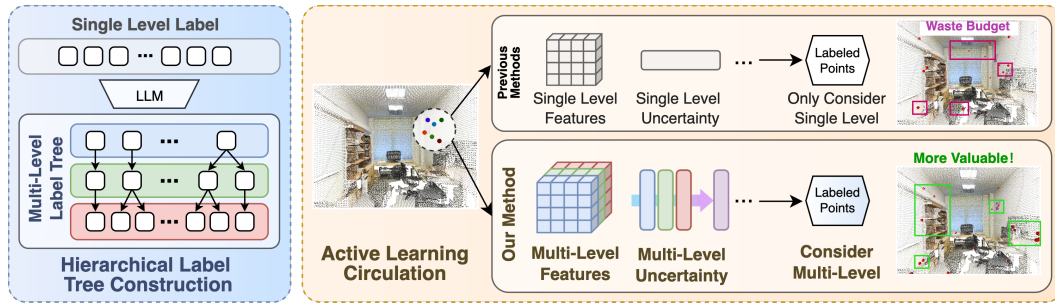 Single Level Label
...
LLM
Multi-Level
Label Tree
...
...
...
Hierarchical Label
Tree Construction
Active Learning
Circulation
Previous
Methods
Single Level
Features
Single Level
Uncertainty
...
Labeled
Points
Only Consider
Single Level
Waste Budget
Our Method
Multi-Level
Features
Multi-Level
Uncertainty
...
Labeled
Points
Consider
Multi-Level
More Valuable!